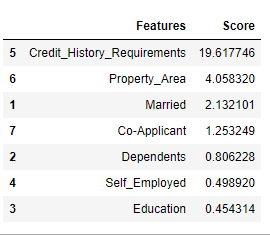 Features Score
5 Credit_History_Requirements 19.617746
6 Property_Area 4.058320
1 Married 2.132101
7 Co-Applicant 1.253249
2 Dependents 0.806228
4 Self_Employed 0.498920
3 Education 0.454314